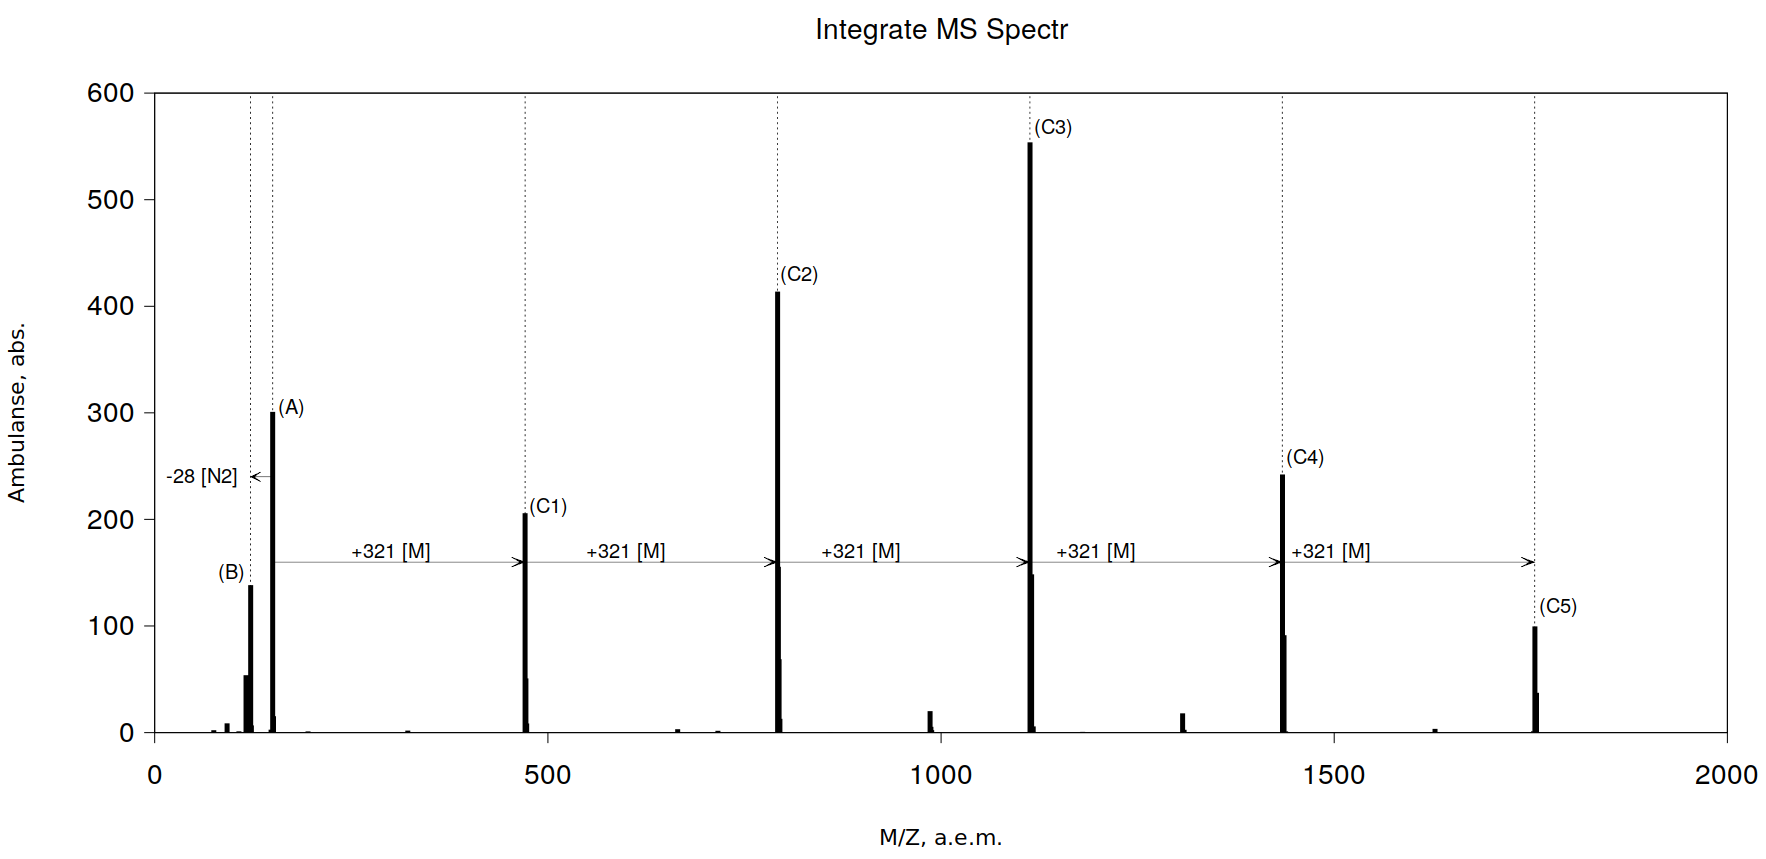 Integrate MS Spectr
600
500
400
300
200
100
0
Ambulanse, abs.
(C3)
(C2)
(A)
(C4)
-28 [N2]
(C1)
+321 [M] +321 [M] +321 [M] +321 [M] +321 [M]
(B)
(C5)
0 500 1000 1500 2000
M/Z, a.e.m.